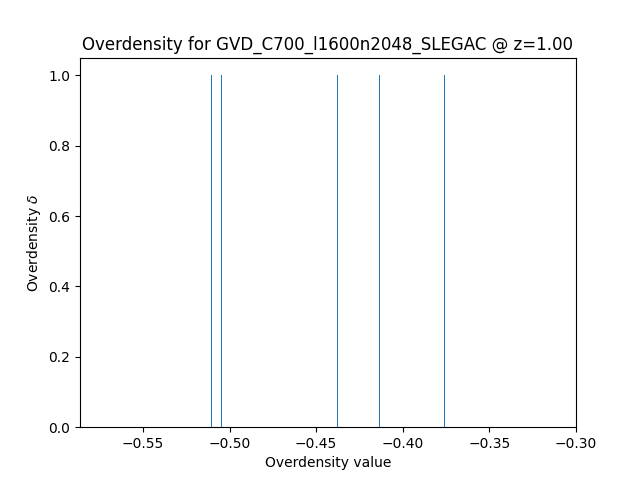 Overdensity for GVD_C700_l1600n2048_SLEGAC @ z=1.00
Overdensity δ
1.0
0.8
0.6
0.4
0.2
0.0
−0.55 −0.50 −0.45 −0.40 −0.35 −0.30
Overdensity value